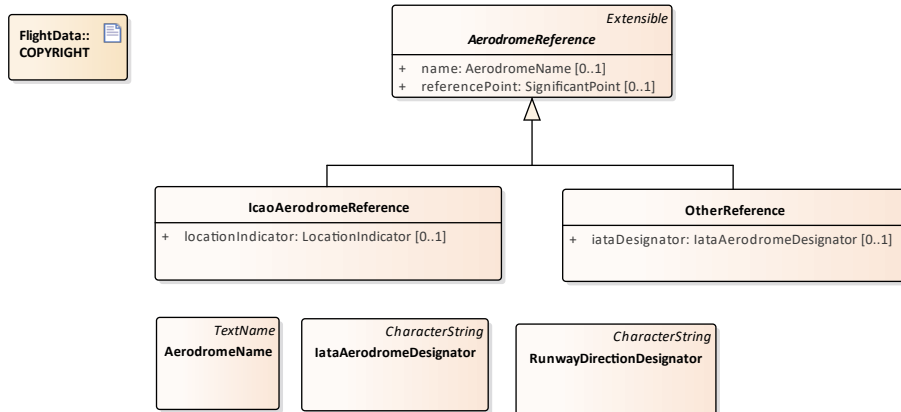 FlightData::
COPYRIGHT
Extensible
AerodromeReference
+ name: AerodromeName [0..1]
+ referencePoint: SignificantPoint [0..1]
IcaoAerodromeReference
+ locationIndicator: LocationIndicator [0..1]
OtherReference
+ iataDesignator: IataAerodromeDesignator [0..1]
TextName
AerodromeName
CharacterString
IataAerodromeDesignator
CharacterString
RunwayDirectionDesignator